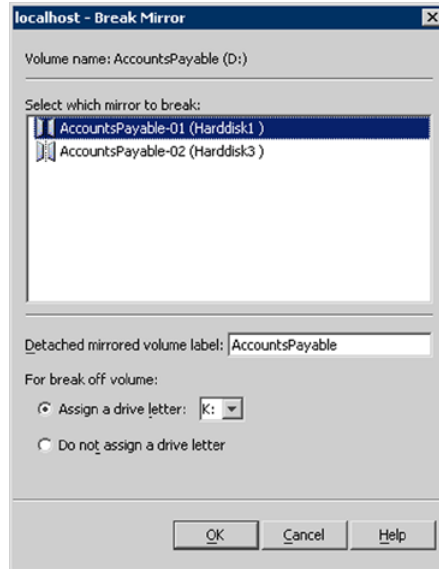 localhost - Break Mirror
Volume name: AccountsPayable (D:)
Select which mirror to break:
AccountsPayable-01 (Harddisk1 )
AccountsPayable-02 (Harddisk3 )
Detached mirrored volume label: AccountsPayable
For break off volume:
Assign a drive letter: K:
Do not assign a drive letter
OK Cancel Help